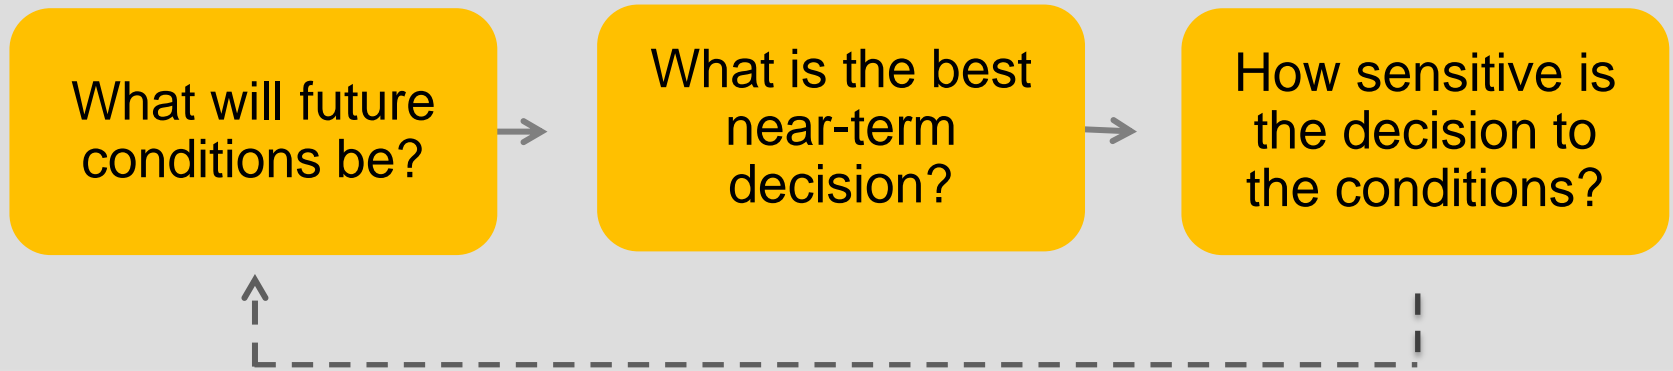 What will future
conditions be?
What is the best
near-term
decision?
How sensitive is
the decision to
the conditions?